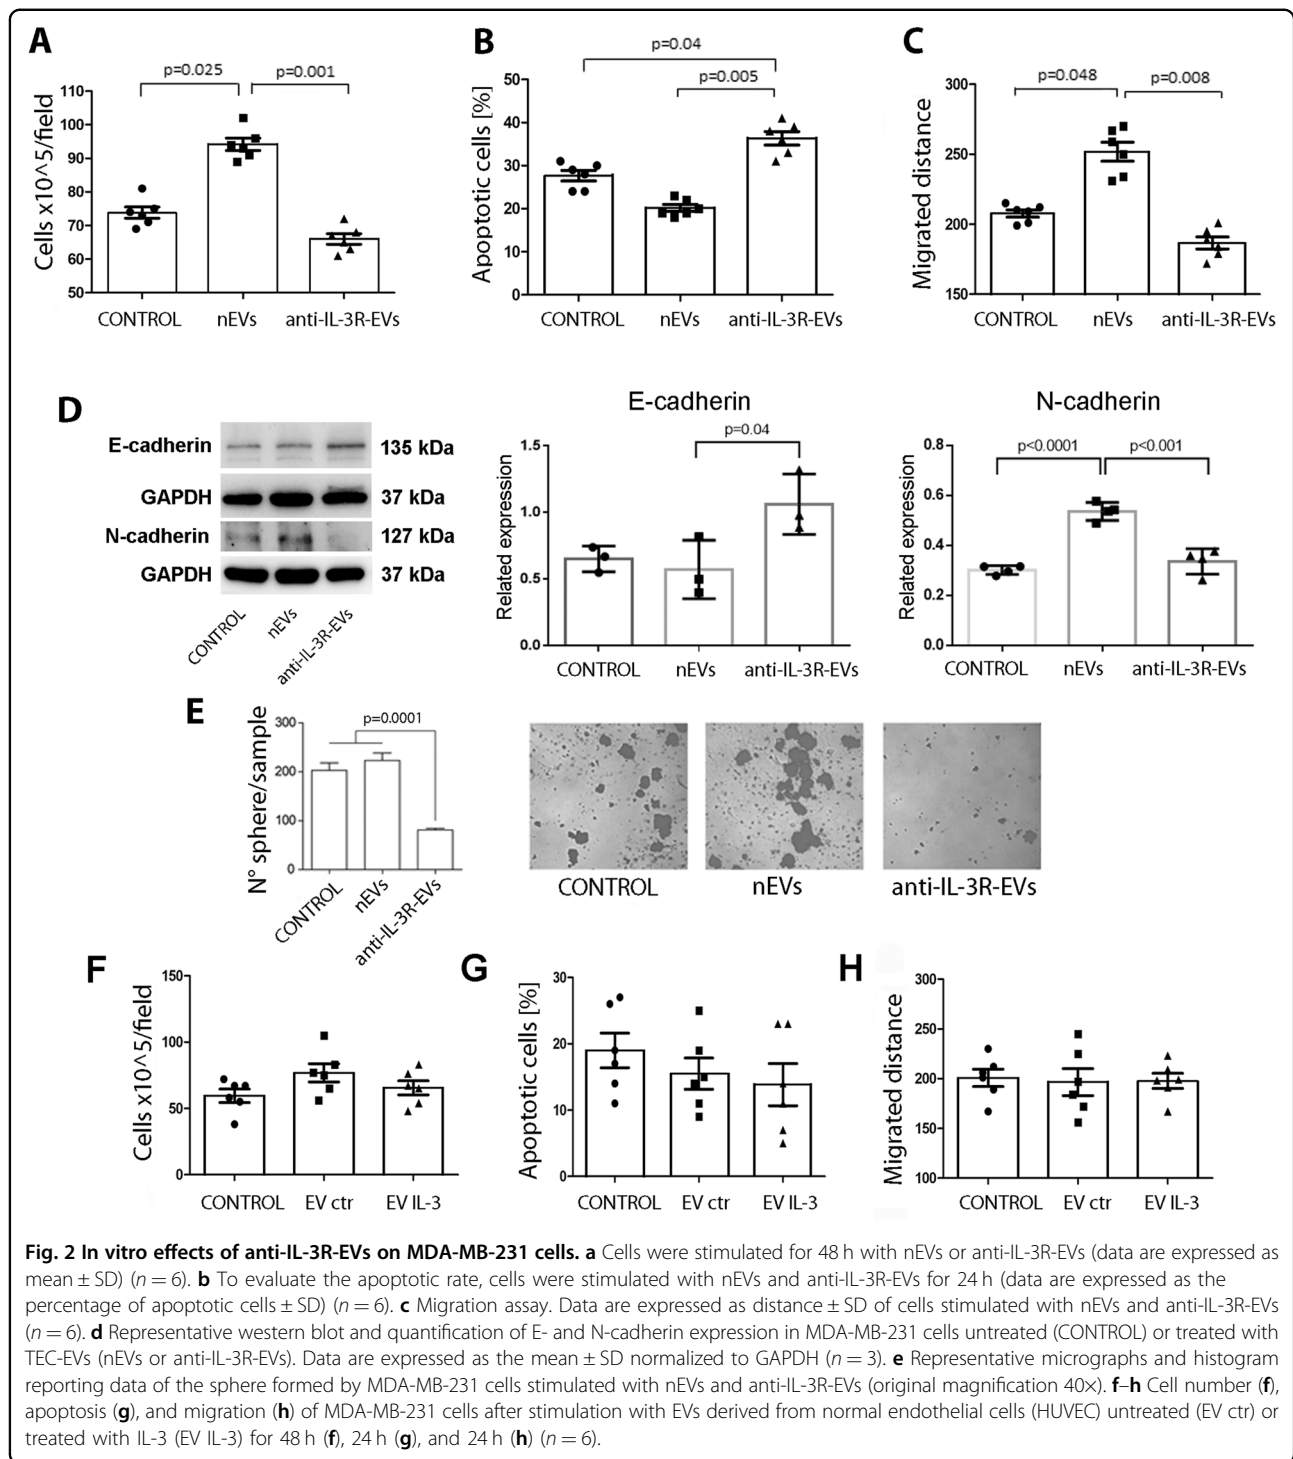 A
p=0.025
p=0.001
Cells x10^5/field
110
100
90
80
70
60
50
CONTROL
nEVs
anti-IL-3R-EVs
B
p=0.04
p=0.005
Apoptotic cells [%]
50
40
30
20
10
0
CONTROL
nEVs
anti-IL-3R-EVs
C
p=0.048
p=0.008
Migrated distance
300
250
200
150
CONTROL
nEVs
anti-IL-3R-EVs
D
E-cadherin
135 kDa
GAPDH
37 kDa
N-cadherin
127 kDa
GAPDH
37 kDa
CONTROL
nEVs
anti-IL-3R-EVs
E-cadherin
p=0.04
Related expression
1.5
1.0
0.5
0.0
CONTROL
nEVs
anti-IL-3R-EVs
N-cadherin
p<0.0001
p<0.001
Related expression
0.8
0.6
0.4
0.2
0.0
CONTROL
nEVs
anti-IL-3R-EVs
E
p=0.0001
N° sphere/sample
300
200
100
0
CONTROL
nEVs
anti-IL-3R-EVs
CONTROL
nEVs
anti-IL-3R-EVs
F
Cells x10^5/field
150
100
50
0
CONTROL
EV ctr
EV IL-3
G
Apoptotic cells [%]
30
20
10
0
CONTROL
EV ctr
EV IL-3
H
Migrated distance
300
250
200
150
100
CONTROL
EV ctr
EV IL-3
Fig. 2 In vitro effects of anti-IL-3R-EVs on MDA-MB-231 cells. a Cells were stimulated for 48 h with nEVs or anti-IL-3R-EVs (data are expressed as
mean ± SD) (n = 6). b To evaluate the apoptotic rate, cells were stimulated with nEVs and anti-IL-3R-EVs for 24 h (data are expressed as the
percentage of apoptotic cells ± SD) (n = 6). c Migration assay. Data are expressed as distance ± SD of cells stimulated with nEVs and anti-IL-3R-EVs
(n = 6). d Representative western blot and quantification of E- and N-cadherin expression in MDA-MB-231 cells untreated (CONTROL) or treated with
TEC-EVs (nEVs or anti-IL-3R-EVs). Data are expressed as the mean ± SD normalized to GAPDH (n = 3). e Representative micrographs and histogram
reporting data of the sphere formed by MDA-MB-231 cells stimulated with nEVs and anti-IL-3R-EVs (original magnification 40×). f–h Cell number (f),
apoptosis (g), and migration (h) of MDA-MB-231 cells after stimulation with EVs derived from normal endothelial cells (HUVEC) untreated (EV ctr) or
treated with IL-3 (EV IL-3) for 48 h (f), 24 h (g), and 24 h (h) (n = 6).